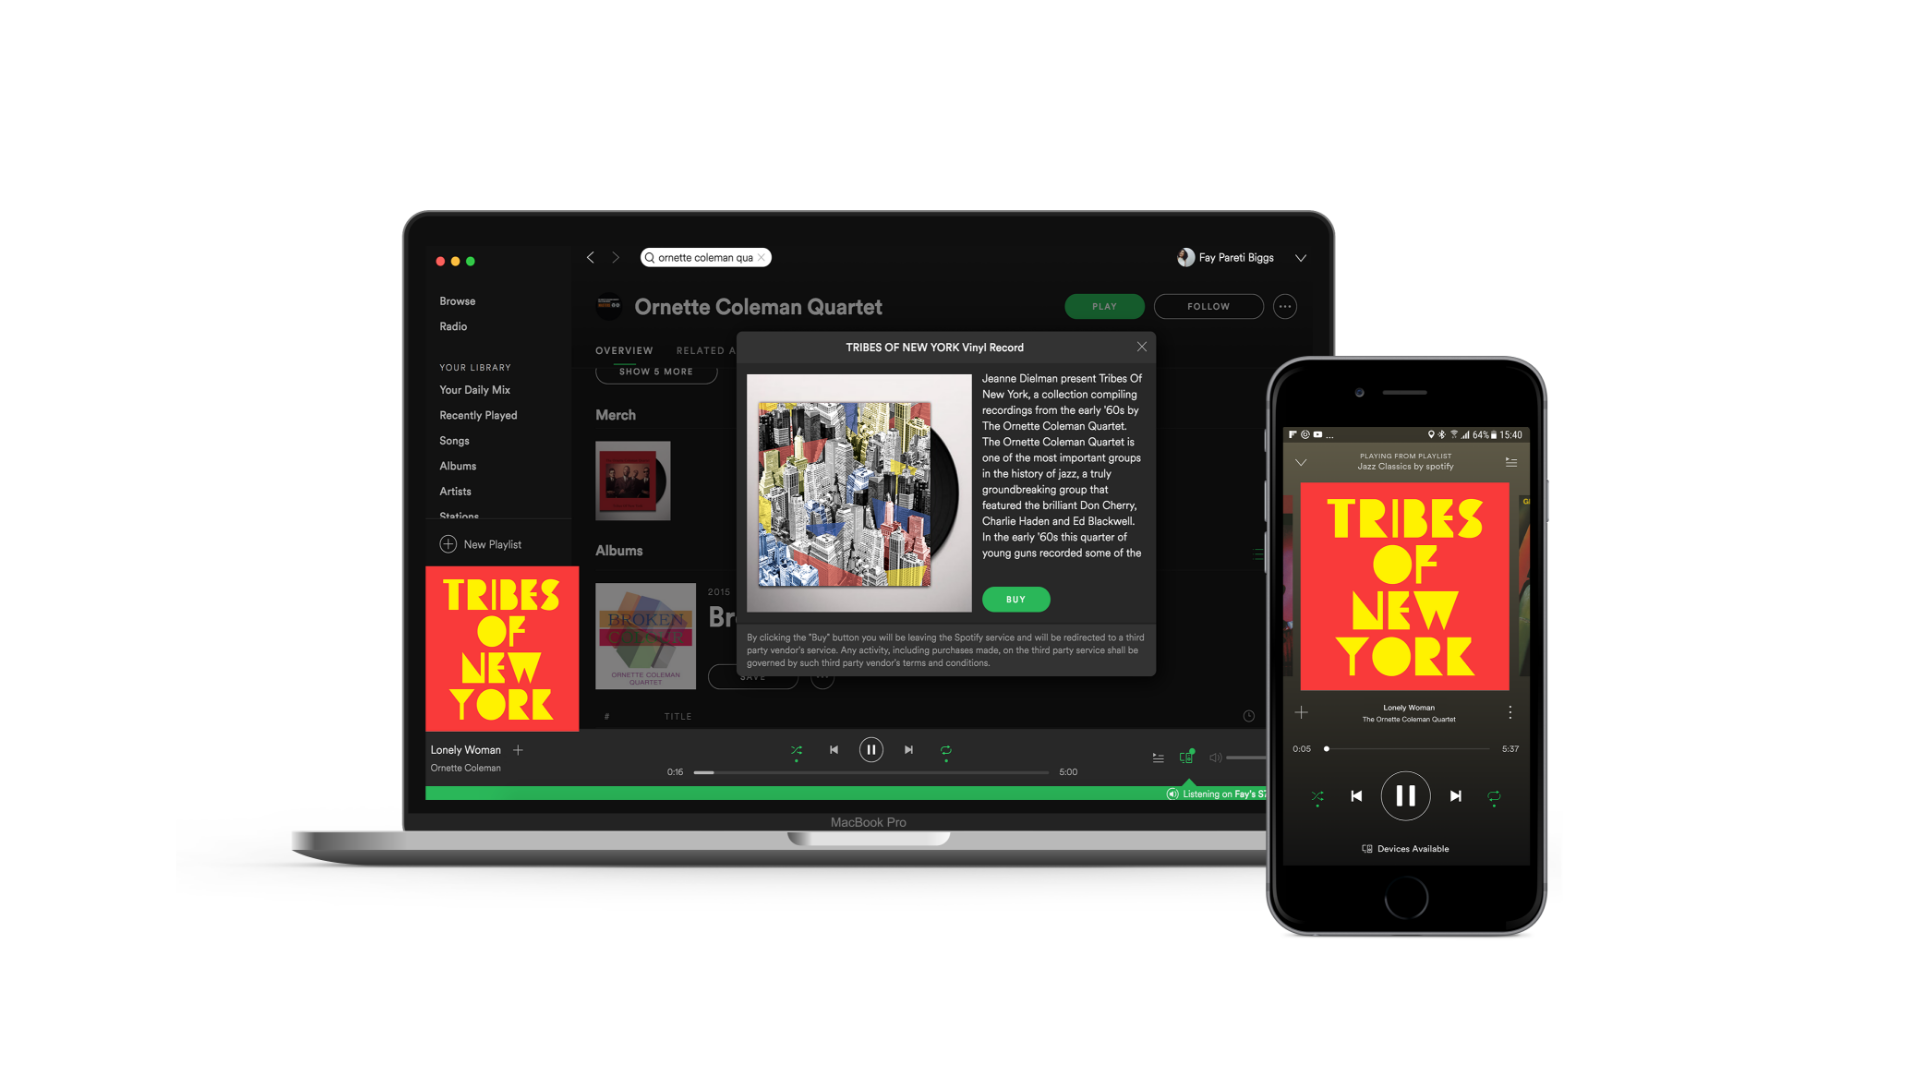 ornette coleman qua
Fay Pareti Biggs
Browse
Radio
YOUR LIBRARY
Your Daily Mix
Recently Played
Songs
Albums
Artists
Stations
New Playlist
TRIBES
OF
NEW
YORK
Lonely Woman
Ornette Coleman
Ornette Coleman Quartet
PLAY
FOLLOW
OVERVIEW
RELATED A
SHOW 5 MORE
Merch
Albums
BROKEN
ORNETTE COLEMAN
QUARTET
2015
Br
SAVE
# TITLE
TRIBES OF NEW YORK Vinyl Record
Jeanne Dielman present Tribes Of
New York, a collection compiling
recordings from the early '60s by
The Ornette Coleman Quartet.
The Ornette Coleman Quartet is
one of the most important groups
in the history of jazz, a truly
groundbreaking group that
featured the brilliant Don Cherry,
Charlie Haden and Ed Blackwell.
In the early '60s this quarter of
young guns recorded some of the
BUY
By clicking the "Buy" button you will be leaving the Spotify service and will be redirected to a third
party vendor's service. Any activity, including purchases made, on the third party service shall be
governed by such third party vendor's terms and conditions.
0:16
5:00
Listening on Fay's S7
MacBook Pro
64% 15:40
PLAYING FROM PLAYLIST
Jazz Classics by spotify
TRIBES
OF
NEW
YORK
Lonely Woman
The Ornette Coleman Quartet
0:05
5:37
Devices Available